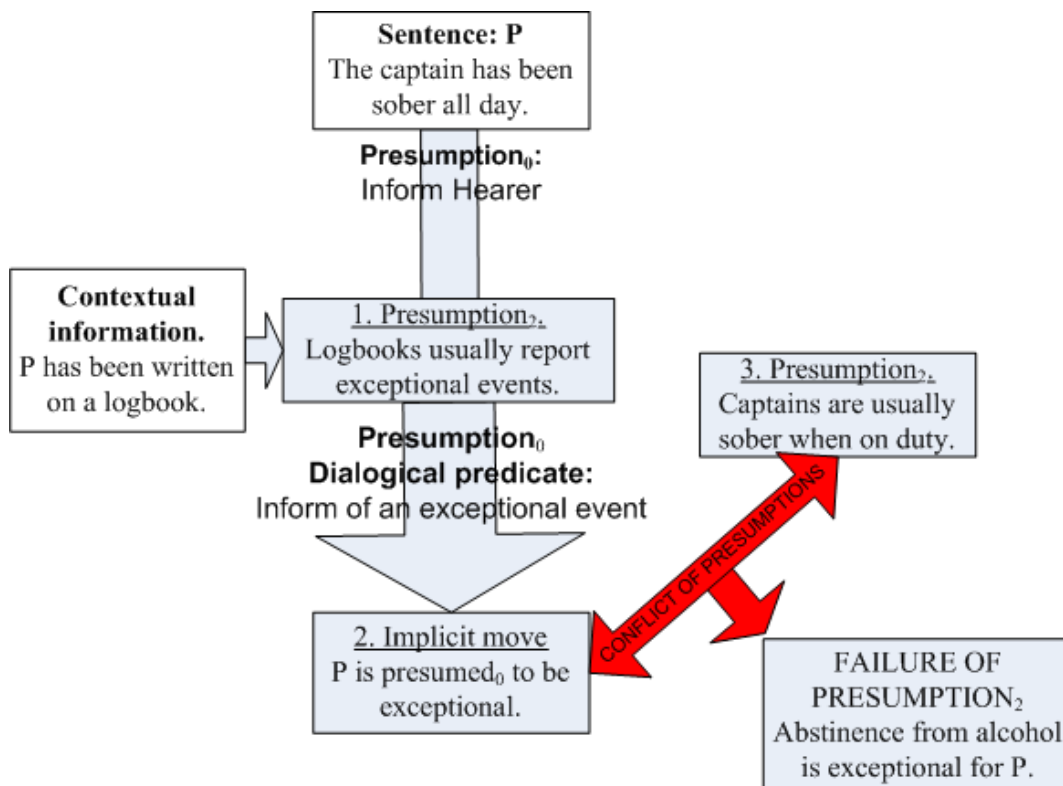 Sentence: P
The captain has been
sober all day.
Presumption₀:
Inform Hearer
Contextual
information.
P has been written
on a logbook.
1. Presumption₂.
Logbooks usually report
exceptional events.
Presumption₀
Dialogical predicate:
Inform of an exceptional event
3. Presumption₂.
Captains are usually
sober when on duty.
CONFLICT OF PRESUMPTIONS
2. Implicit move
P is presumed₀ to be
exceptional.
FAILURE OF
PRESUMPTION₂
Abstinence from alcohol
is exceptional for P.